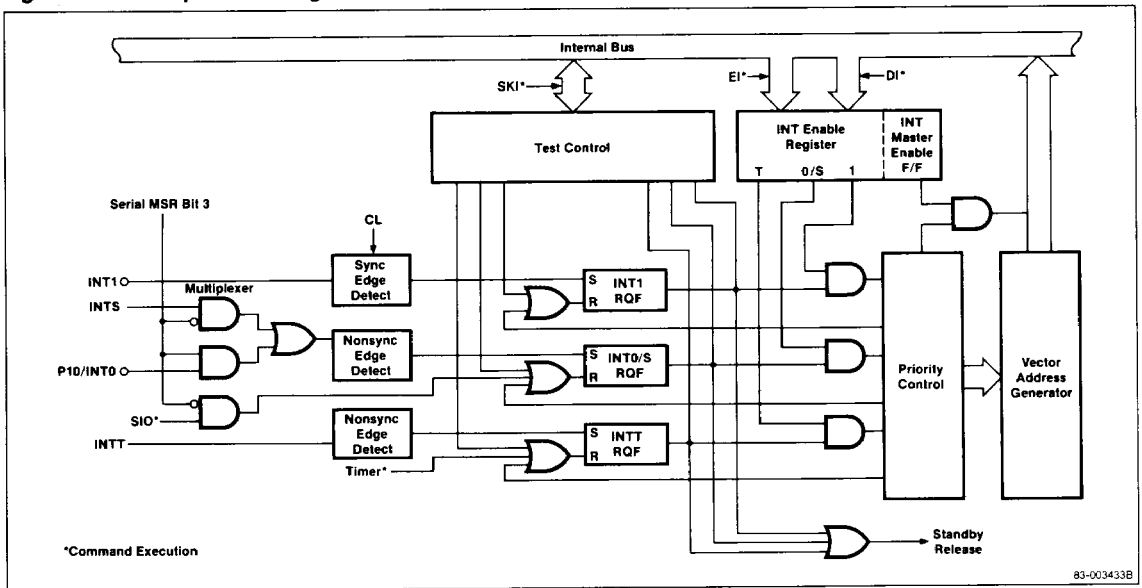 Internal Bus
SKI*
EI*
DI*
Test Control
INT Enable
Register
T 0/S 1
INT
Master
Enable
F/F
Serial MSR Bit 3
CL
INT1
Sync
Edge
Detect
S INT1
R RQF
Multiplexer
INTS
P10/INT0
Nonsync
Edge
Detect
S INT0/S
R RQF
SIO*
INTT
Nonsync
Edge
Detect
Timer*
S INTT
R RQF
Priority
Control
Vector
Address
Generator
Standby
Release
*Command Execution
83-003433B